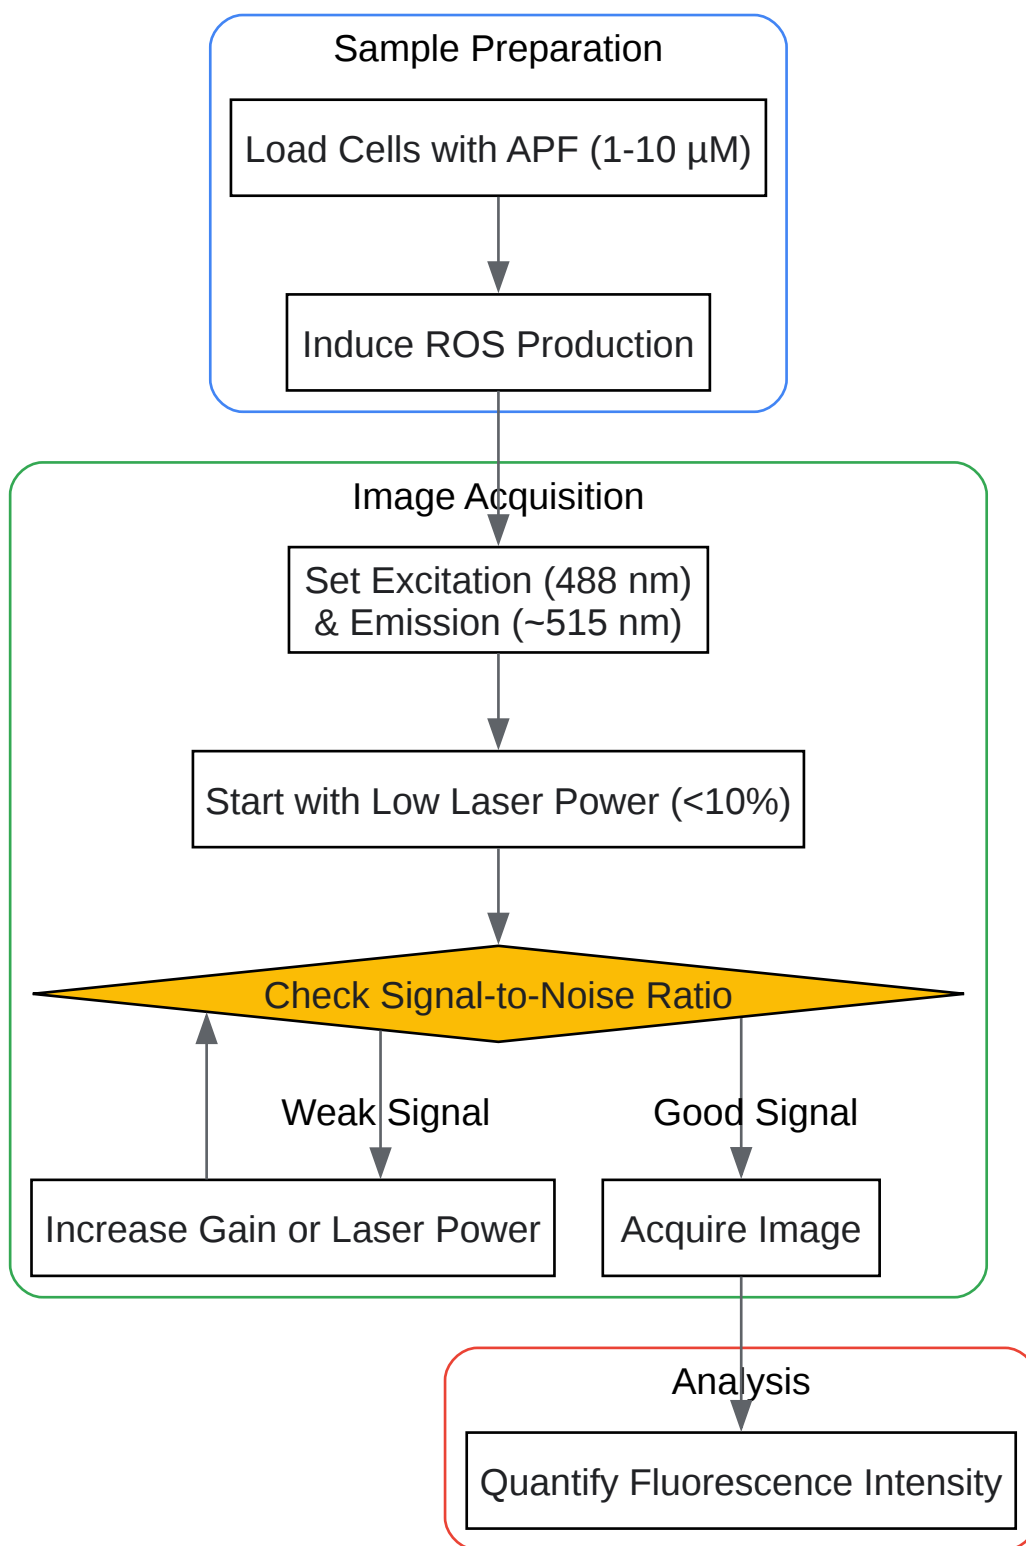 Sample Preparation
Load Cells with APF (1-10 µM)
Induce ROS Production
Image Acquisition
Set Excitation (488 nm)
& Emission (~515 nm)
Start with Low Laser Power (<10%)
Check Signal-to-Noise Ratio
Weak Signal
Good Signal
Increase Gain or Laser Power
Acquire Image
Analysis
Quantify Fluorescence Intensity